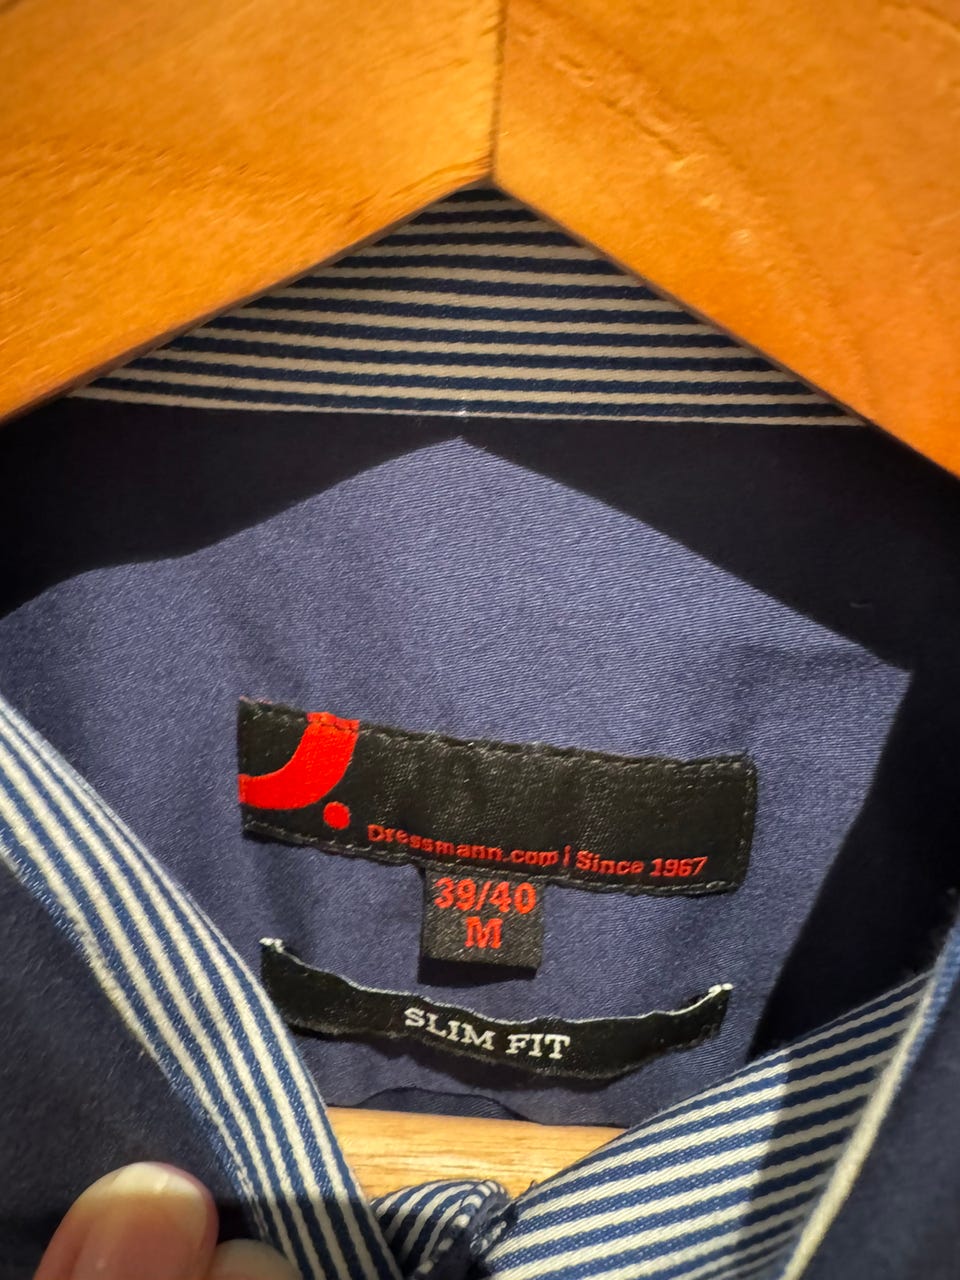 Dressmann.com | Since 1967
39/40
M
SLIM FIT